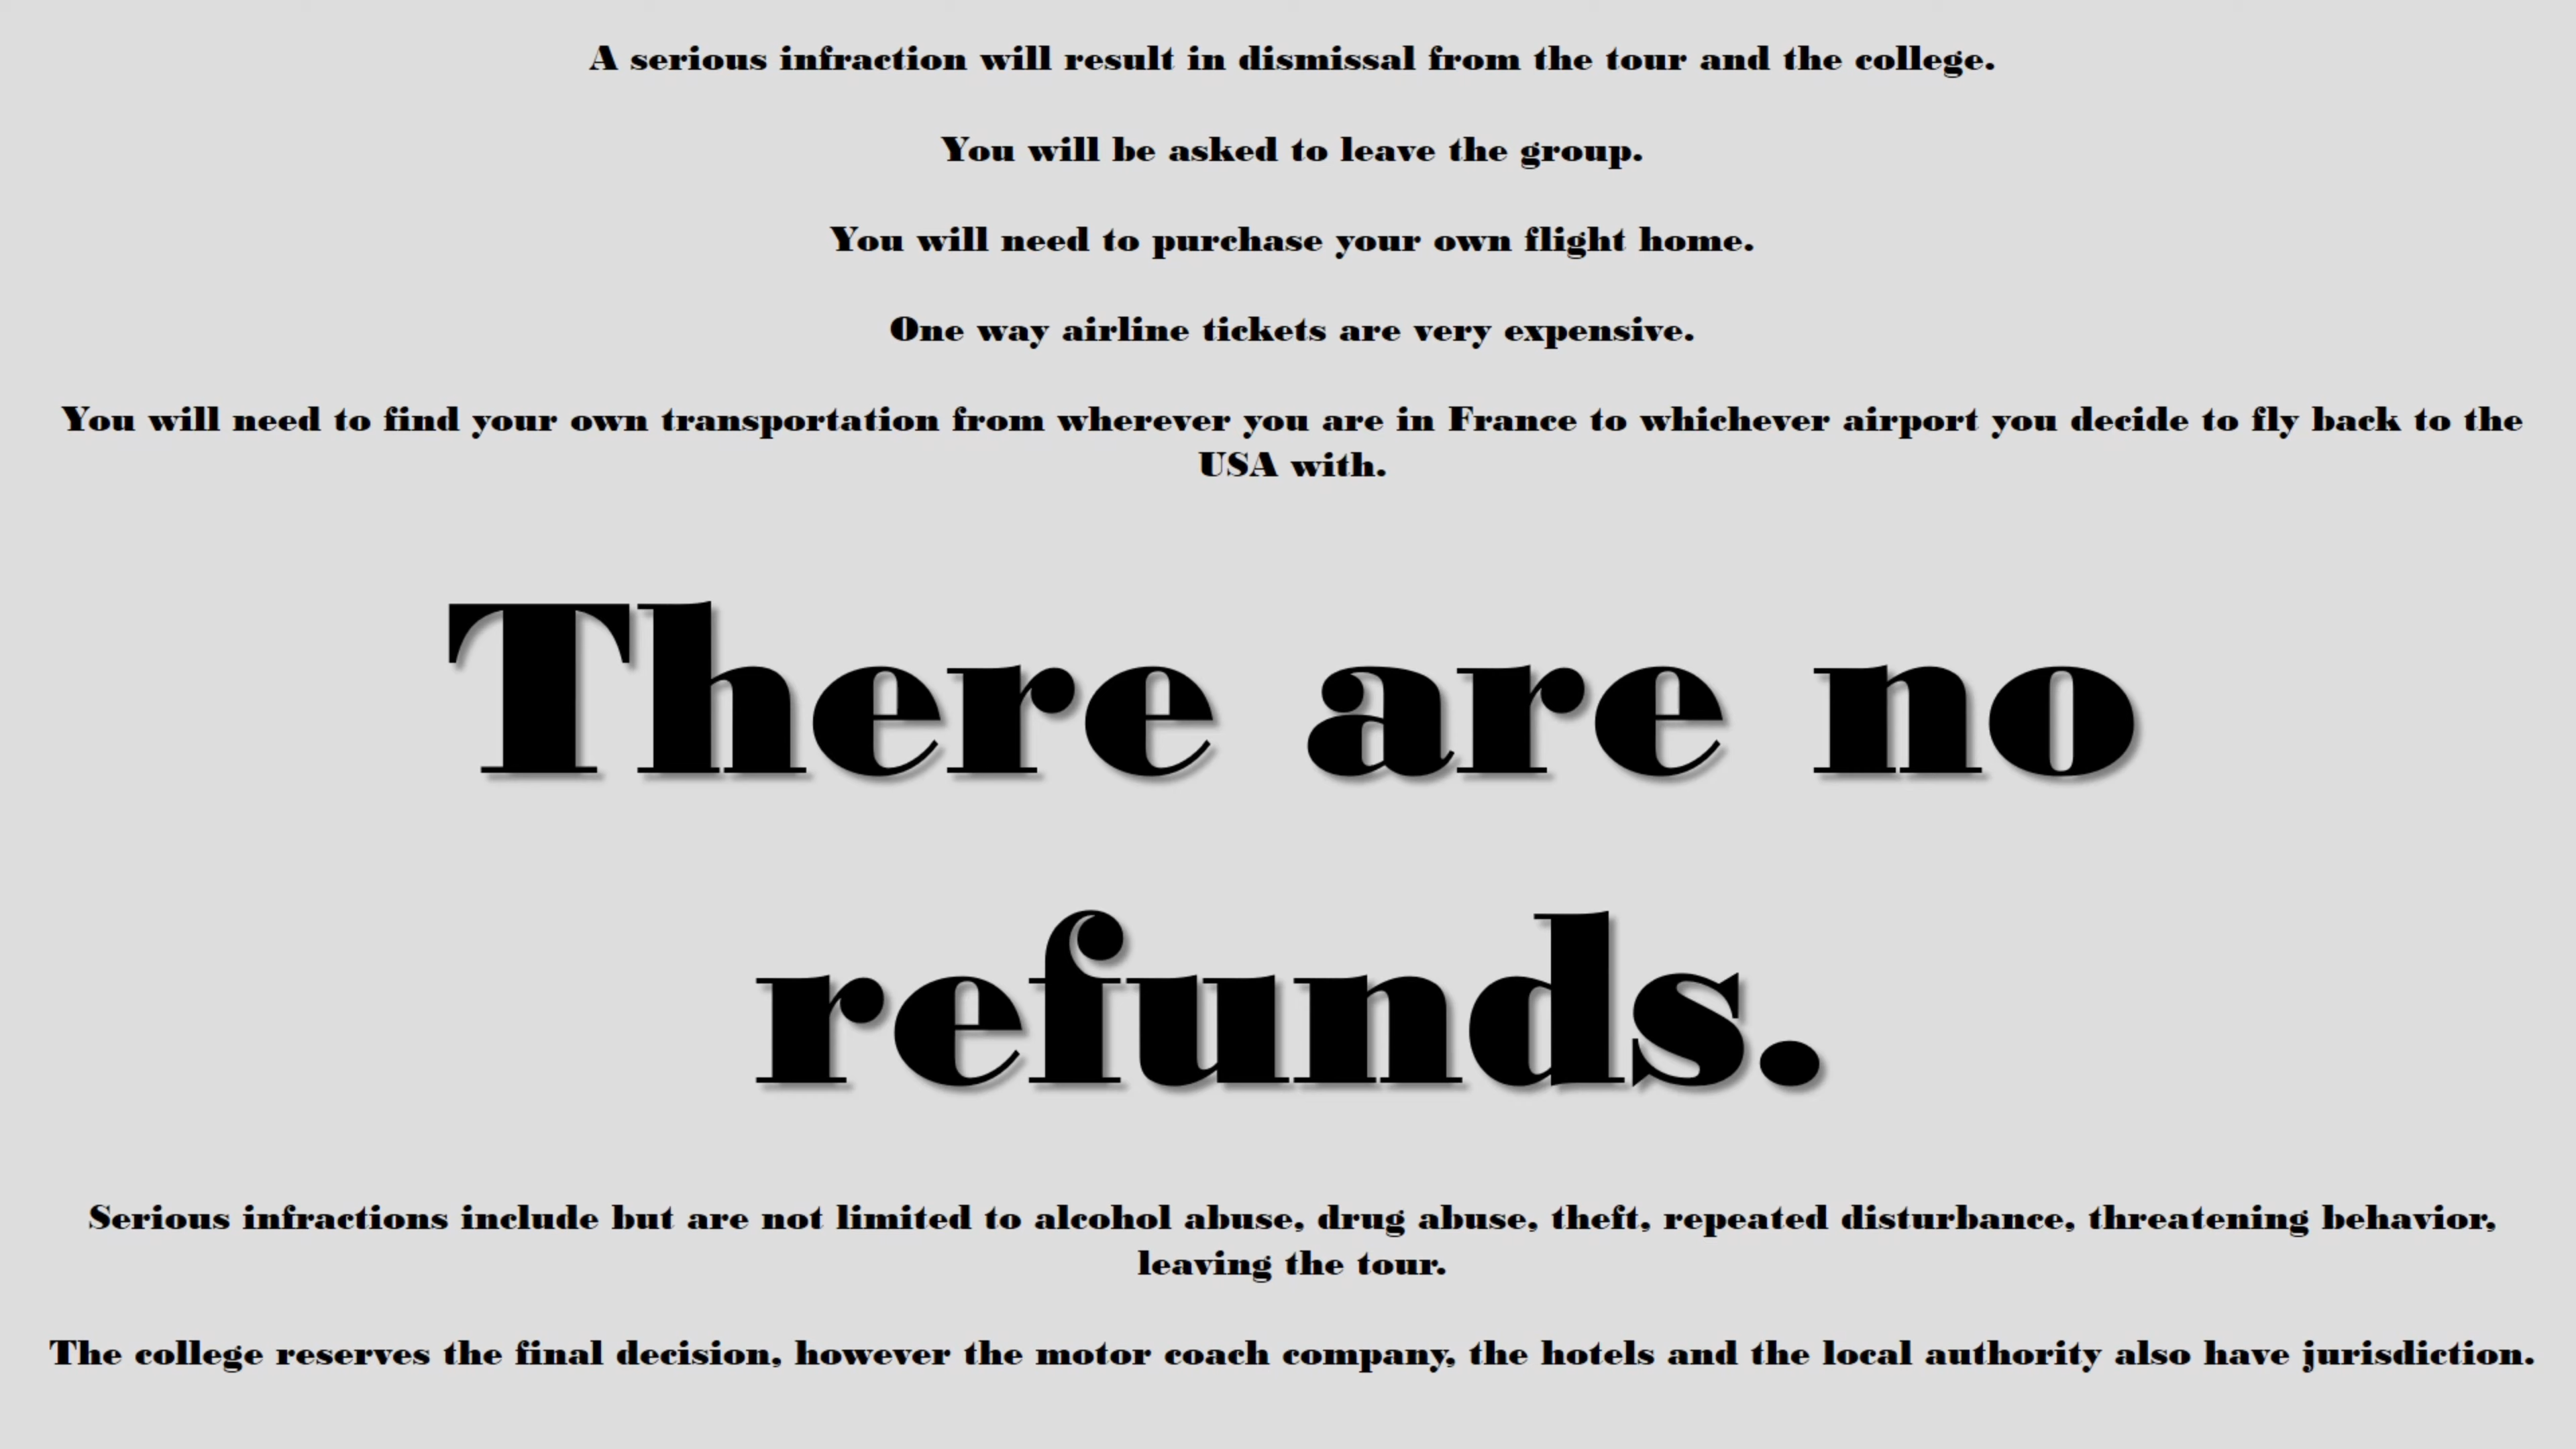 A serious infraction will result in dismissal from the tour and the college.
You will be asked to leave the group.
You will need to purchase your own flight home.
One way airline tickets are very expensive.
You will need to find your own transportation from wherever you are in France to whichever airport you decide to fly back to the
USA with.
There are no
refunds.
Serious infractions include but are not limited to alcohol abuse, drug abuse, theft, repeated disturbance, threatening behavior,
leaving the tour.
The college reserves the final decision, however the motor coach company, the hotels and the local authority also have jurisdiction.